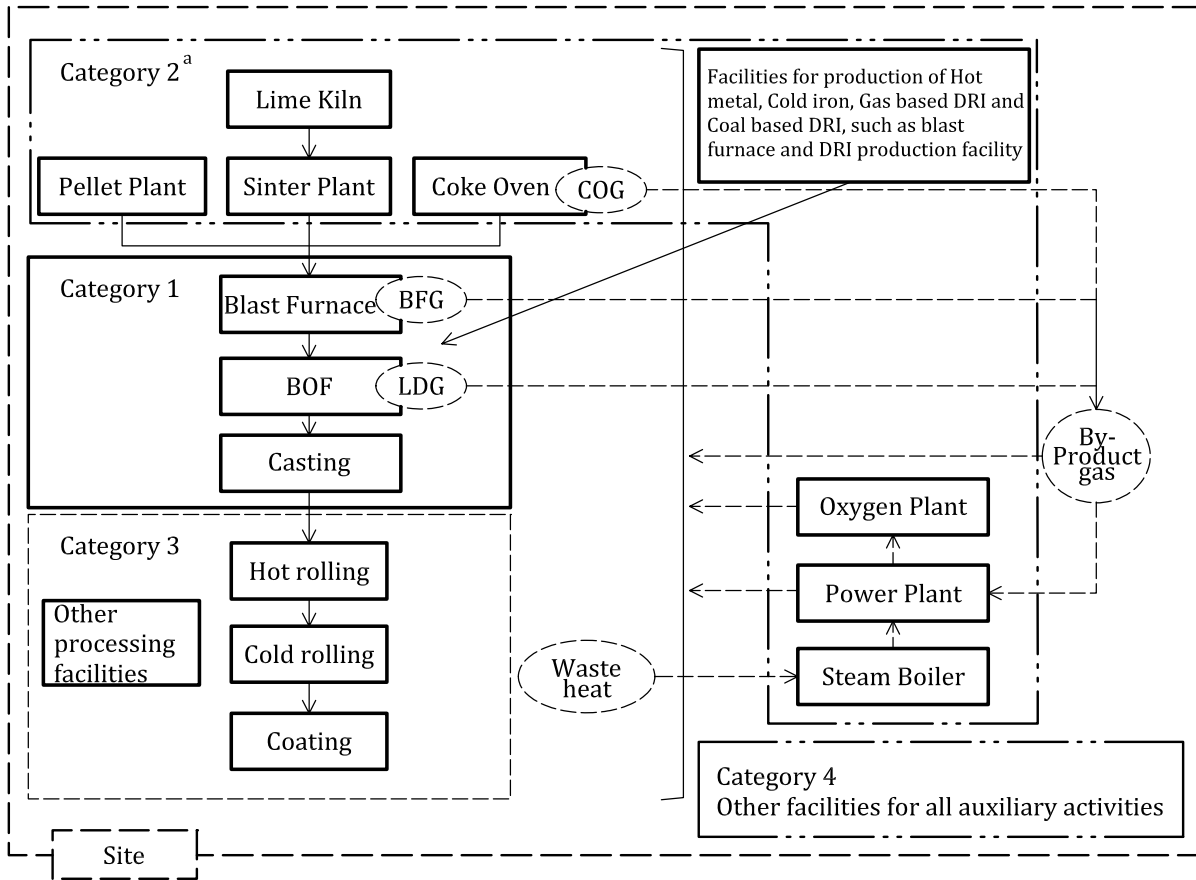 Category 2a
Lime Kiln
Pellet Plant
Sinter Plant
Coke Oven
COG
Facilities for production of Hot
metal, Cold iron, Gas based DRI and
Coal based DRI, such as blast
furnace and DRI production facility
Category 1
Blast Furnace
BFG
BOF
LDG
Casting
By-
Product
gas
Oxygen Plant
Power Plant
Steam Boiler
Category 3
Hot rolling
Other
processing
facilities
Cold rolling
Coating
Waste
heat
Category 4
Other facilities for all auxiliary activities
Site